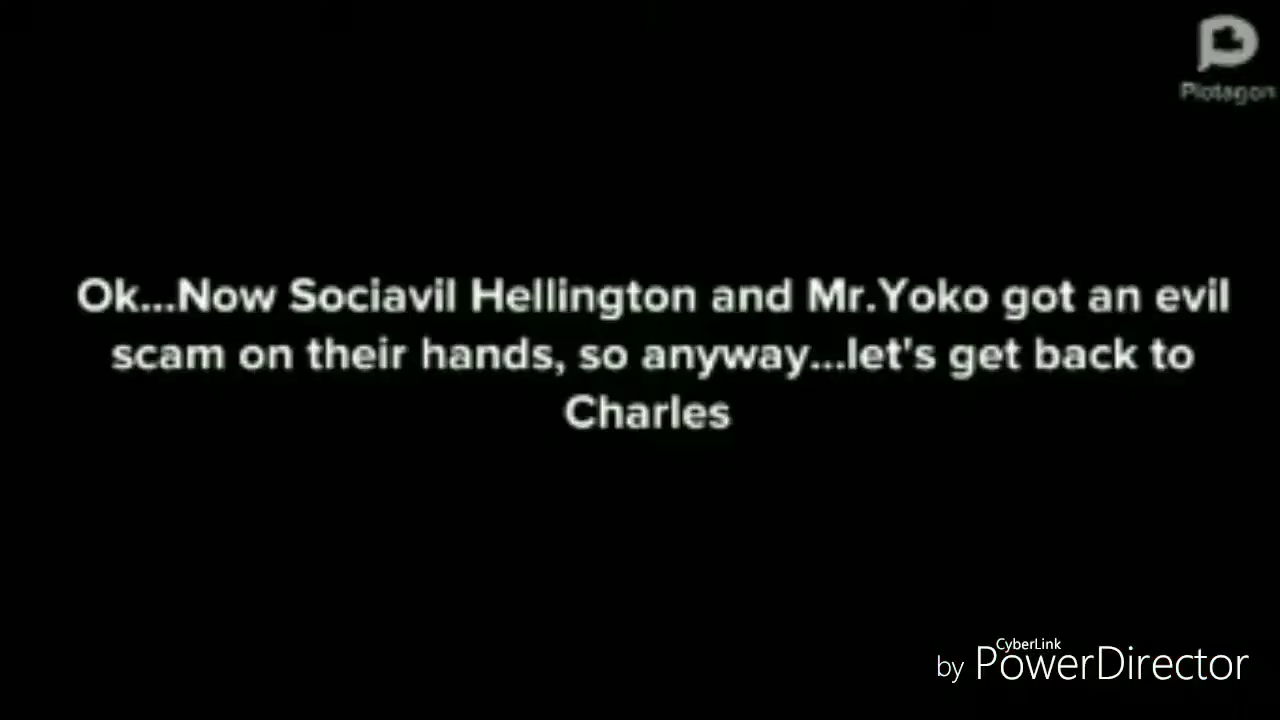 Plotagon
Ok...Now Sociavil Hellington and Mr.Yoko got an evil
scam on their hands, so anyway...let's get back to
Charles
CyberLink
by PowerDirector